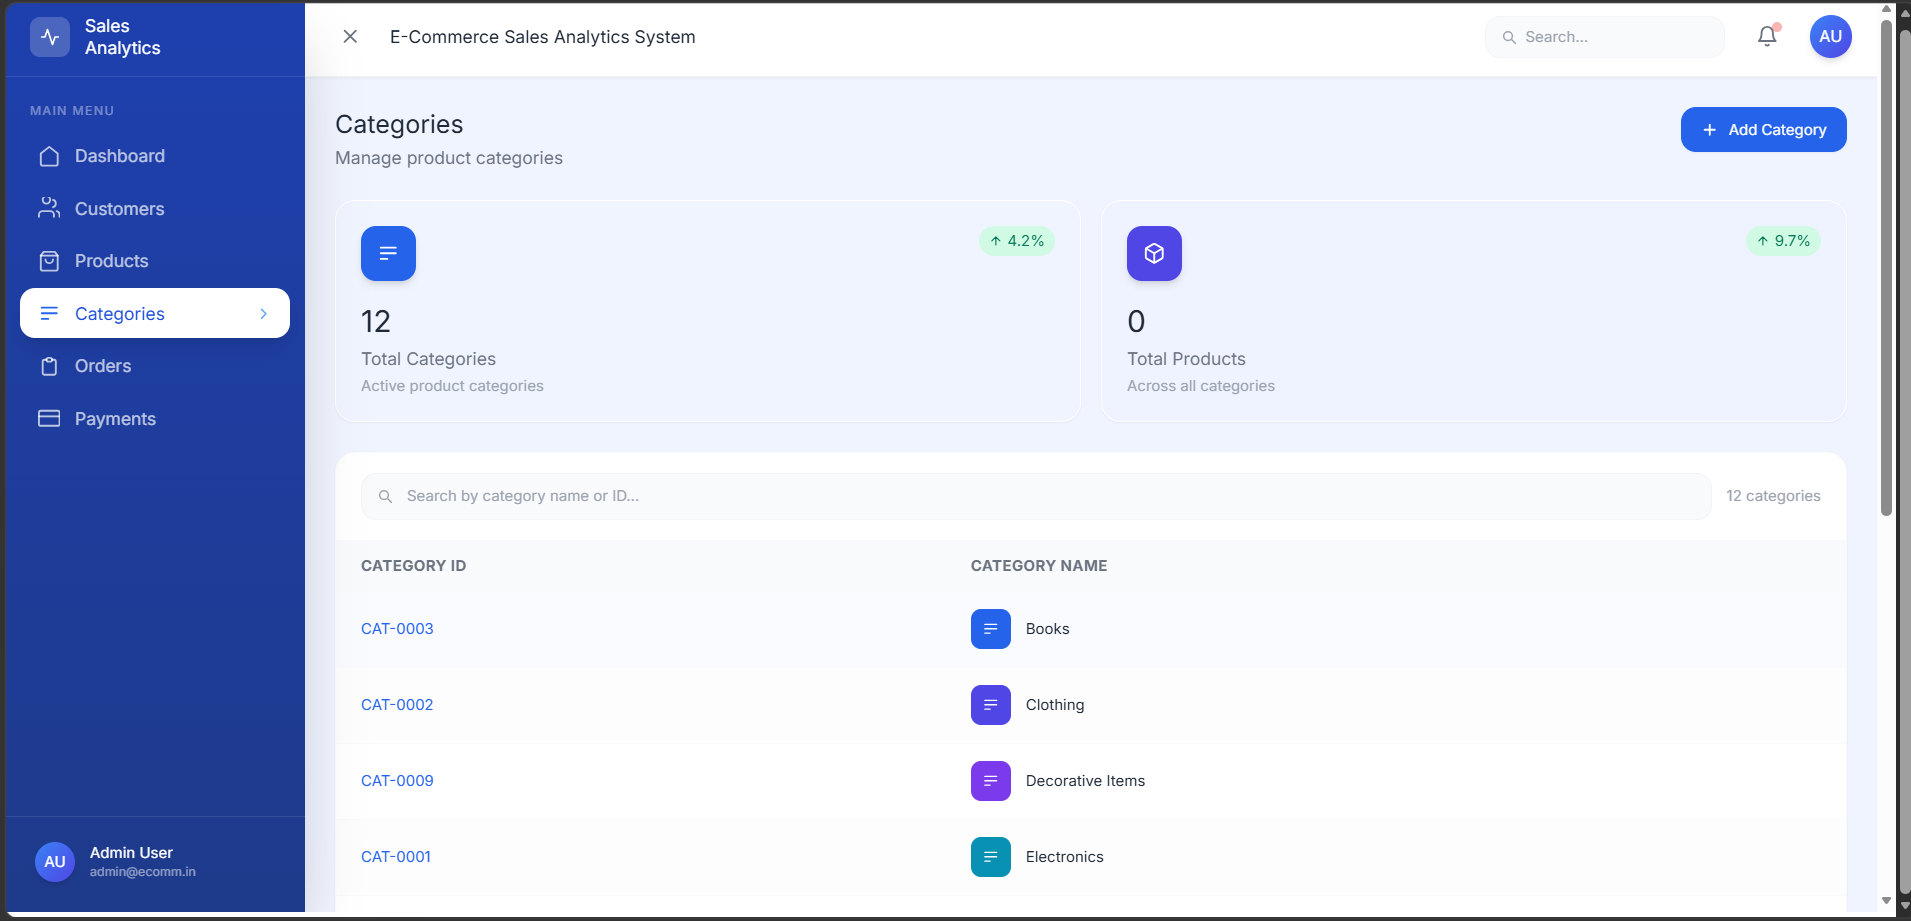 Sales
Analytics
E-Commerce Sales Analytics System
Search...
AU
MAIN MENU
Dashboard
Customers
Products
Categories
Orders
Payments
Admin User
admin@ecomm.in
AU
Categories
Manage product categories
+ Add Category
↑ 4.2%
12
Total Categories
Active product categories
↑ 9.7%
0
Total Products
Across all categories
Search by category name or ID...
12 categories
CATEGORY ID CATEGORY NAME
CAT-0003 Books
CAT-0002 Clothing
CAT-0009 Decorative Items
CAT-0001 Electronics